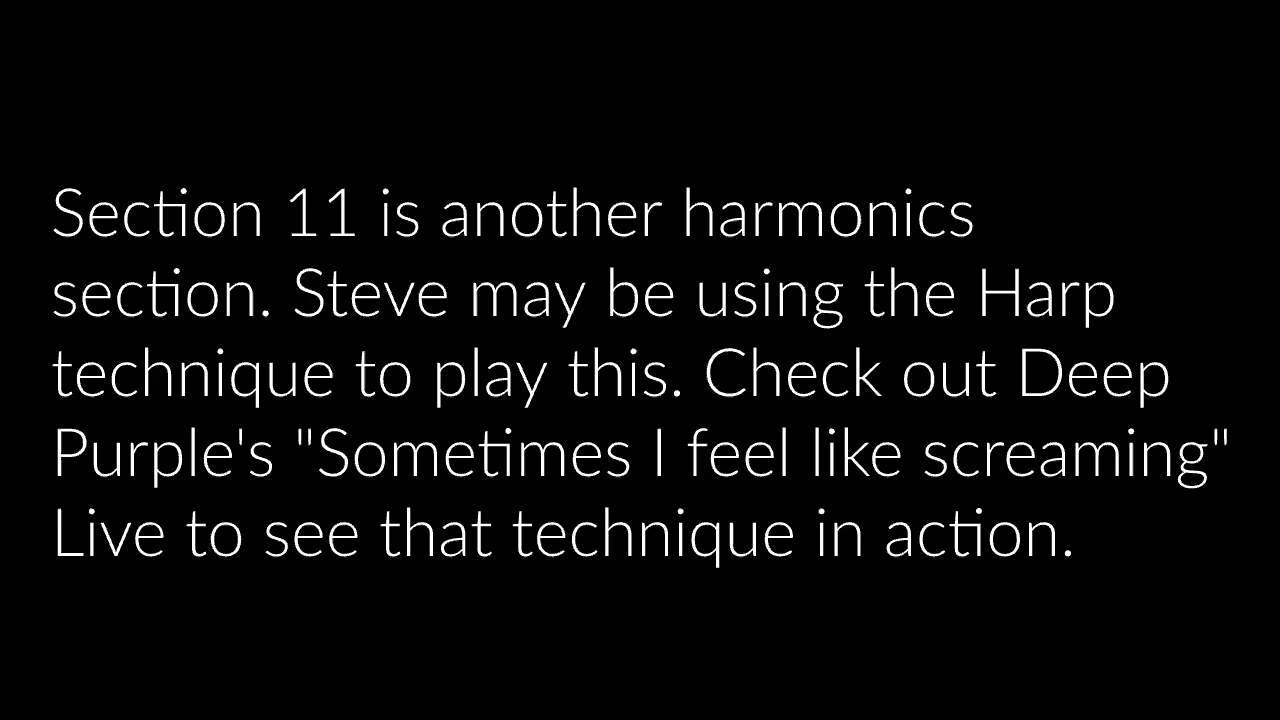 Section 11 is another harmonics
section. Steve may be using the Harp
technique to play this. Check out Deep
Purple's "Sometimes I feel like screaming"
Live to see that technique in action.